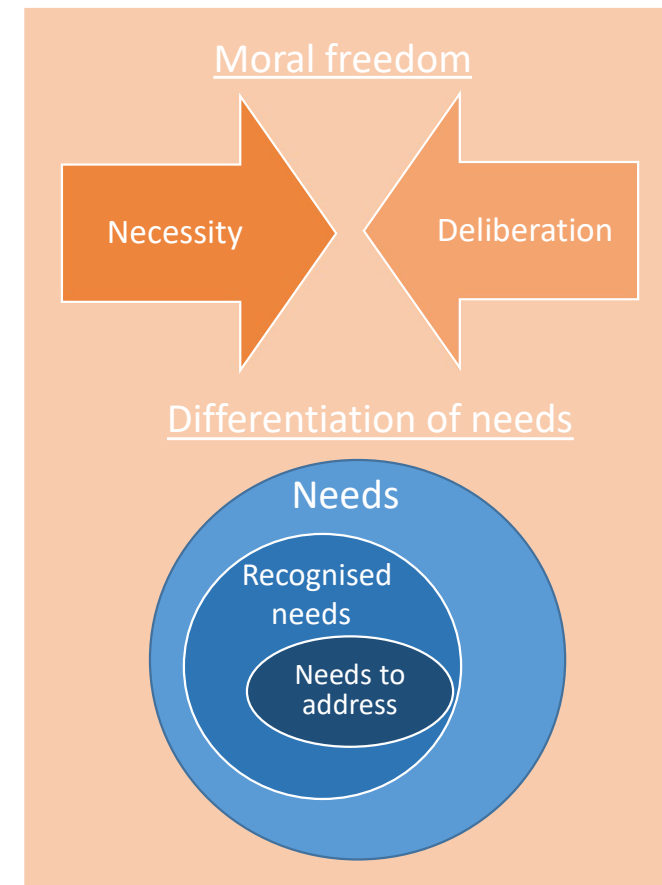 Moral freedom
Necessity
Deliberation
Differentiation of needs
Needs
Recognised
needs
Needs to
address